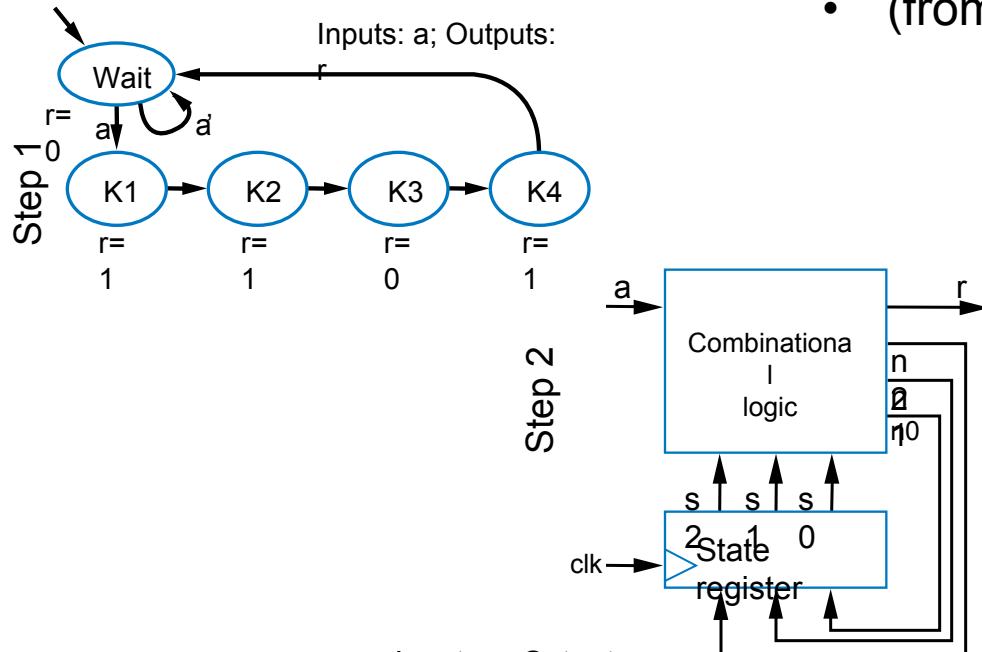 • (from
Inputs: a; Outputs:
r
Wait
r=
0
a
a'
Step 1
K1
K2
K3
K4
r=
1
r=
1
r=
0
r=
1
Step 2
a
r
Combinationa
l
logic
n
2
n
1
n0
s
2
s
1
s
0
clk
State
register